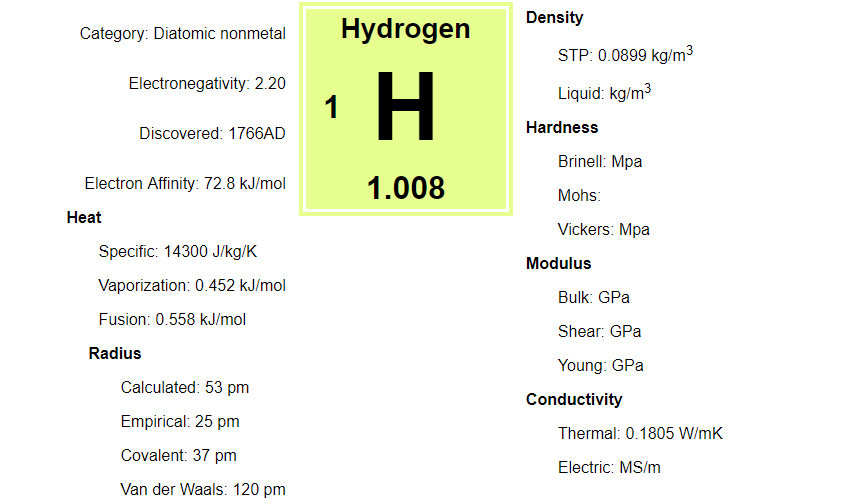 Category: Diatomic nonmetal
Electronegativity: 2.20
Discovered: 1766AD
Electron Affinity: 72.8 kJ/mol
Heat
Specific: 14300 J/kg/K
Vaporization: 0.452 kJ/mol
Fusion: 0.558 kJ/mol
Radius
Calculated: 53 pm
Empirical: 25 pm
Covalent: 37 pm
Van der Waals: 120 pm
Hydrogen
1
H
1.008
Density
STP: 0.0899 kg/m³
Liquid: kg/m³
Hardness
Brinell: Mpa
Mohs:
Vickers: Mpa
Modulus
Bulk: GPa
Shear: GPa
Young: GPa
Conductivity
Thermal: 0.1805 W/mK
Electric: MS/m